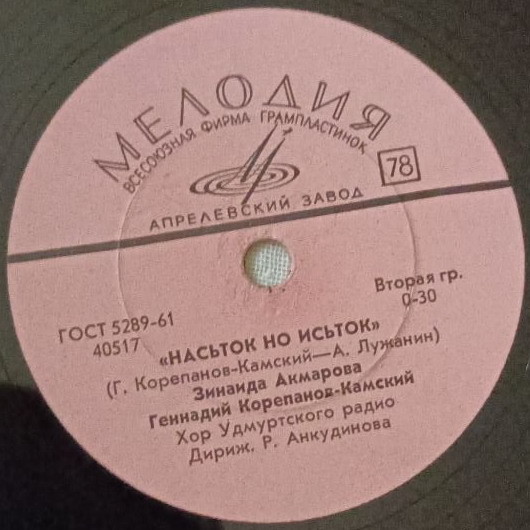 МЕЛОДИЯ
ВСЕСОЮЗНАЯ ФИРМА ГРАМПЛАСТИНОК
78
АПРЕЛЕВСКИЙ ЗАВОД
ГОСТ 5289-61
40517
Вторая гр.
0-30
«НАСЬТОК НО ИСЬТОК»
(Г. Корепанов-Камский—А. Лужанин)
Зинаида Акмарова
Геннадий Корепанов-Камский
Хор Удмуртского радио
Дириж. Р. Анкудинова